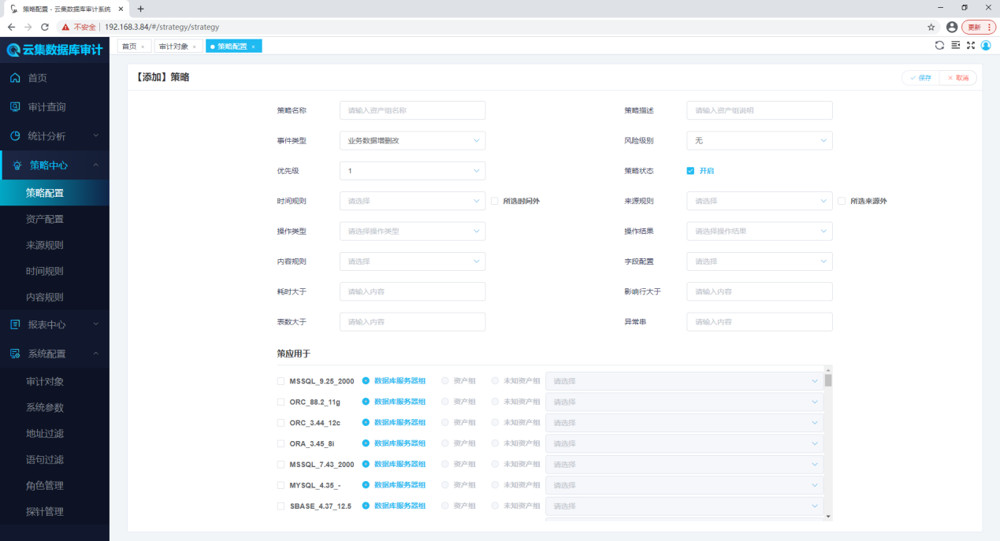 策略配置 - 云集数据库审计系统
不安全 192.168.3.84/#/strategy/strategy 更新
云集数据库审计 首页 审计对象 策略配置
首页
审计查询
统计分析
策略中心
策略配置
资产配置
来源规则
时间规则
内容规则
报表中心
系统配置
审计对象
系统参数
地址过滤
语句过滤
角色管理
探针管理
【添加】策略 保存 取消
策略名称 请输入资产组名称 策略描述 请输入资产组说明
事件类型 业务数据增删改 风险级别 无
优先级 1 策略状态 开启
时间规则 请选择 所选时间外 来源规则 请选择 所选来源外
操作类型 请选择操作类型 操作结果 请选择操作结果
内容规则 请选择 字段配置 请选择
耗时大于 请输入内容 影响行大于 请输入内容
表数大于 请输入内容 异常串 请输入内容
策应用于
MSSQL_9.25_2000 数据库服务器组 资产组 未知资产组 请选择
ORC_88.2_11g 数据库服务器组 资产组 未知资产组 请选择
ORC_3.44_12c 数据库服务器组 资产组 未知资产组 请选择
ORA_3.45_8i 数据库服务器组 资产组 未知资产组 请选择
MSSQL_7.43_2000 数据库服务器组 资产组 未知资产组 请选择
MYSQL_4.35_- 数据库服务器组 资产组 未知资产组 请选择
SBASE_4.37_12.5 数据库服务器组 资产组 未知资产组 请选择